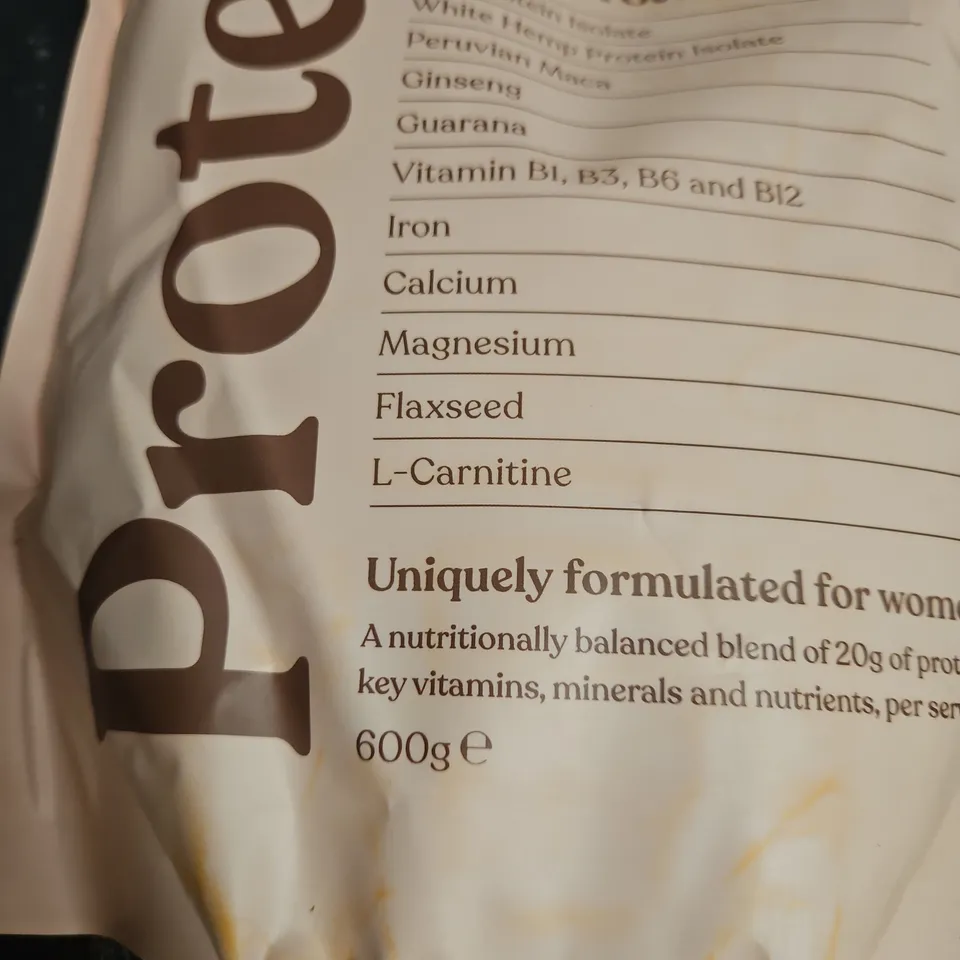 Prote
Isolate
White Hemp Protein Isolate
Peruvian Maca
Ginseng
Guarana
Vitamin B1, B3, B6 and B12
Iron
Calcium
Magnesium
Flaxseed
L-Carnitine
Uniquely formulated for wom
A nutritionally balanced blend of 20g of prot
key vitamins, minerals and nutrients, per ser
600g ℮